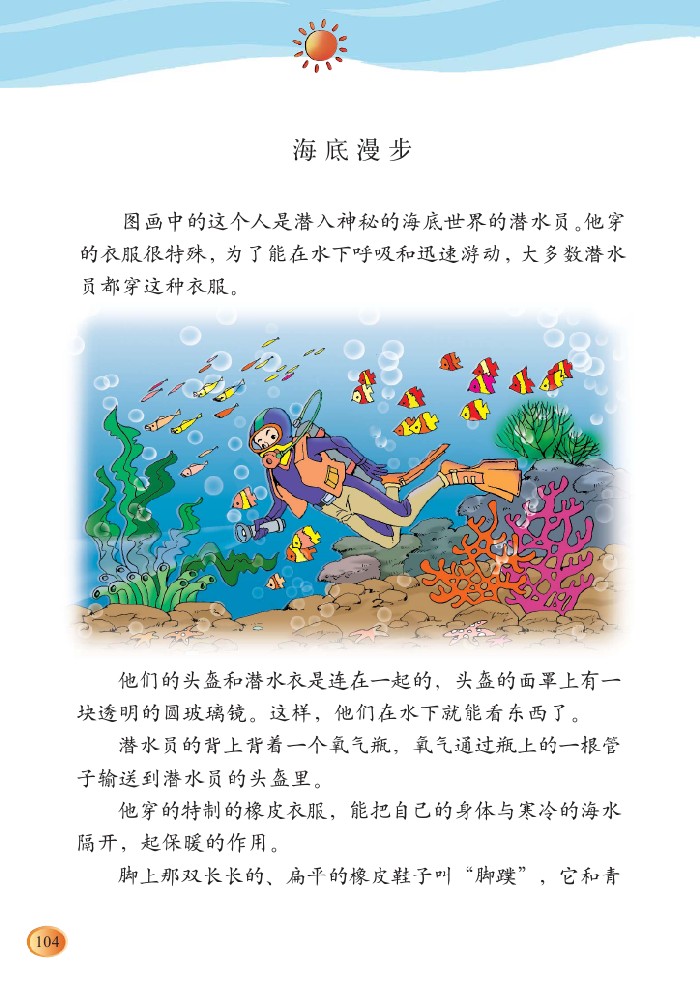 海底漫步
图画中的这个人是潜入神秘的海底世界的潜水员。他穿
的衣服很特殊，为了能在水下呼吸和迅速游动，大多数潜水
员都穿这种衣服。
他们的头盔和潜水衣是连在一起的，头盔的面罩上有一
块透明的圆玻璃镜。这样，他们在水下就能看东西了。
潜水员的背上背着一个氧气瓶，氧气通过瓶上的一根管
子输送到潜水员的头盔里。
他穿的特制的橡皮衣服，能把自己的身体与寒冷的海水
隔开，起保暖的作用。
脚上那双长长的、扁平的橡皮鞋子叫“脚蹼”，它和青
104